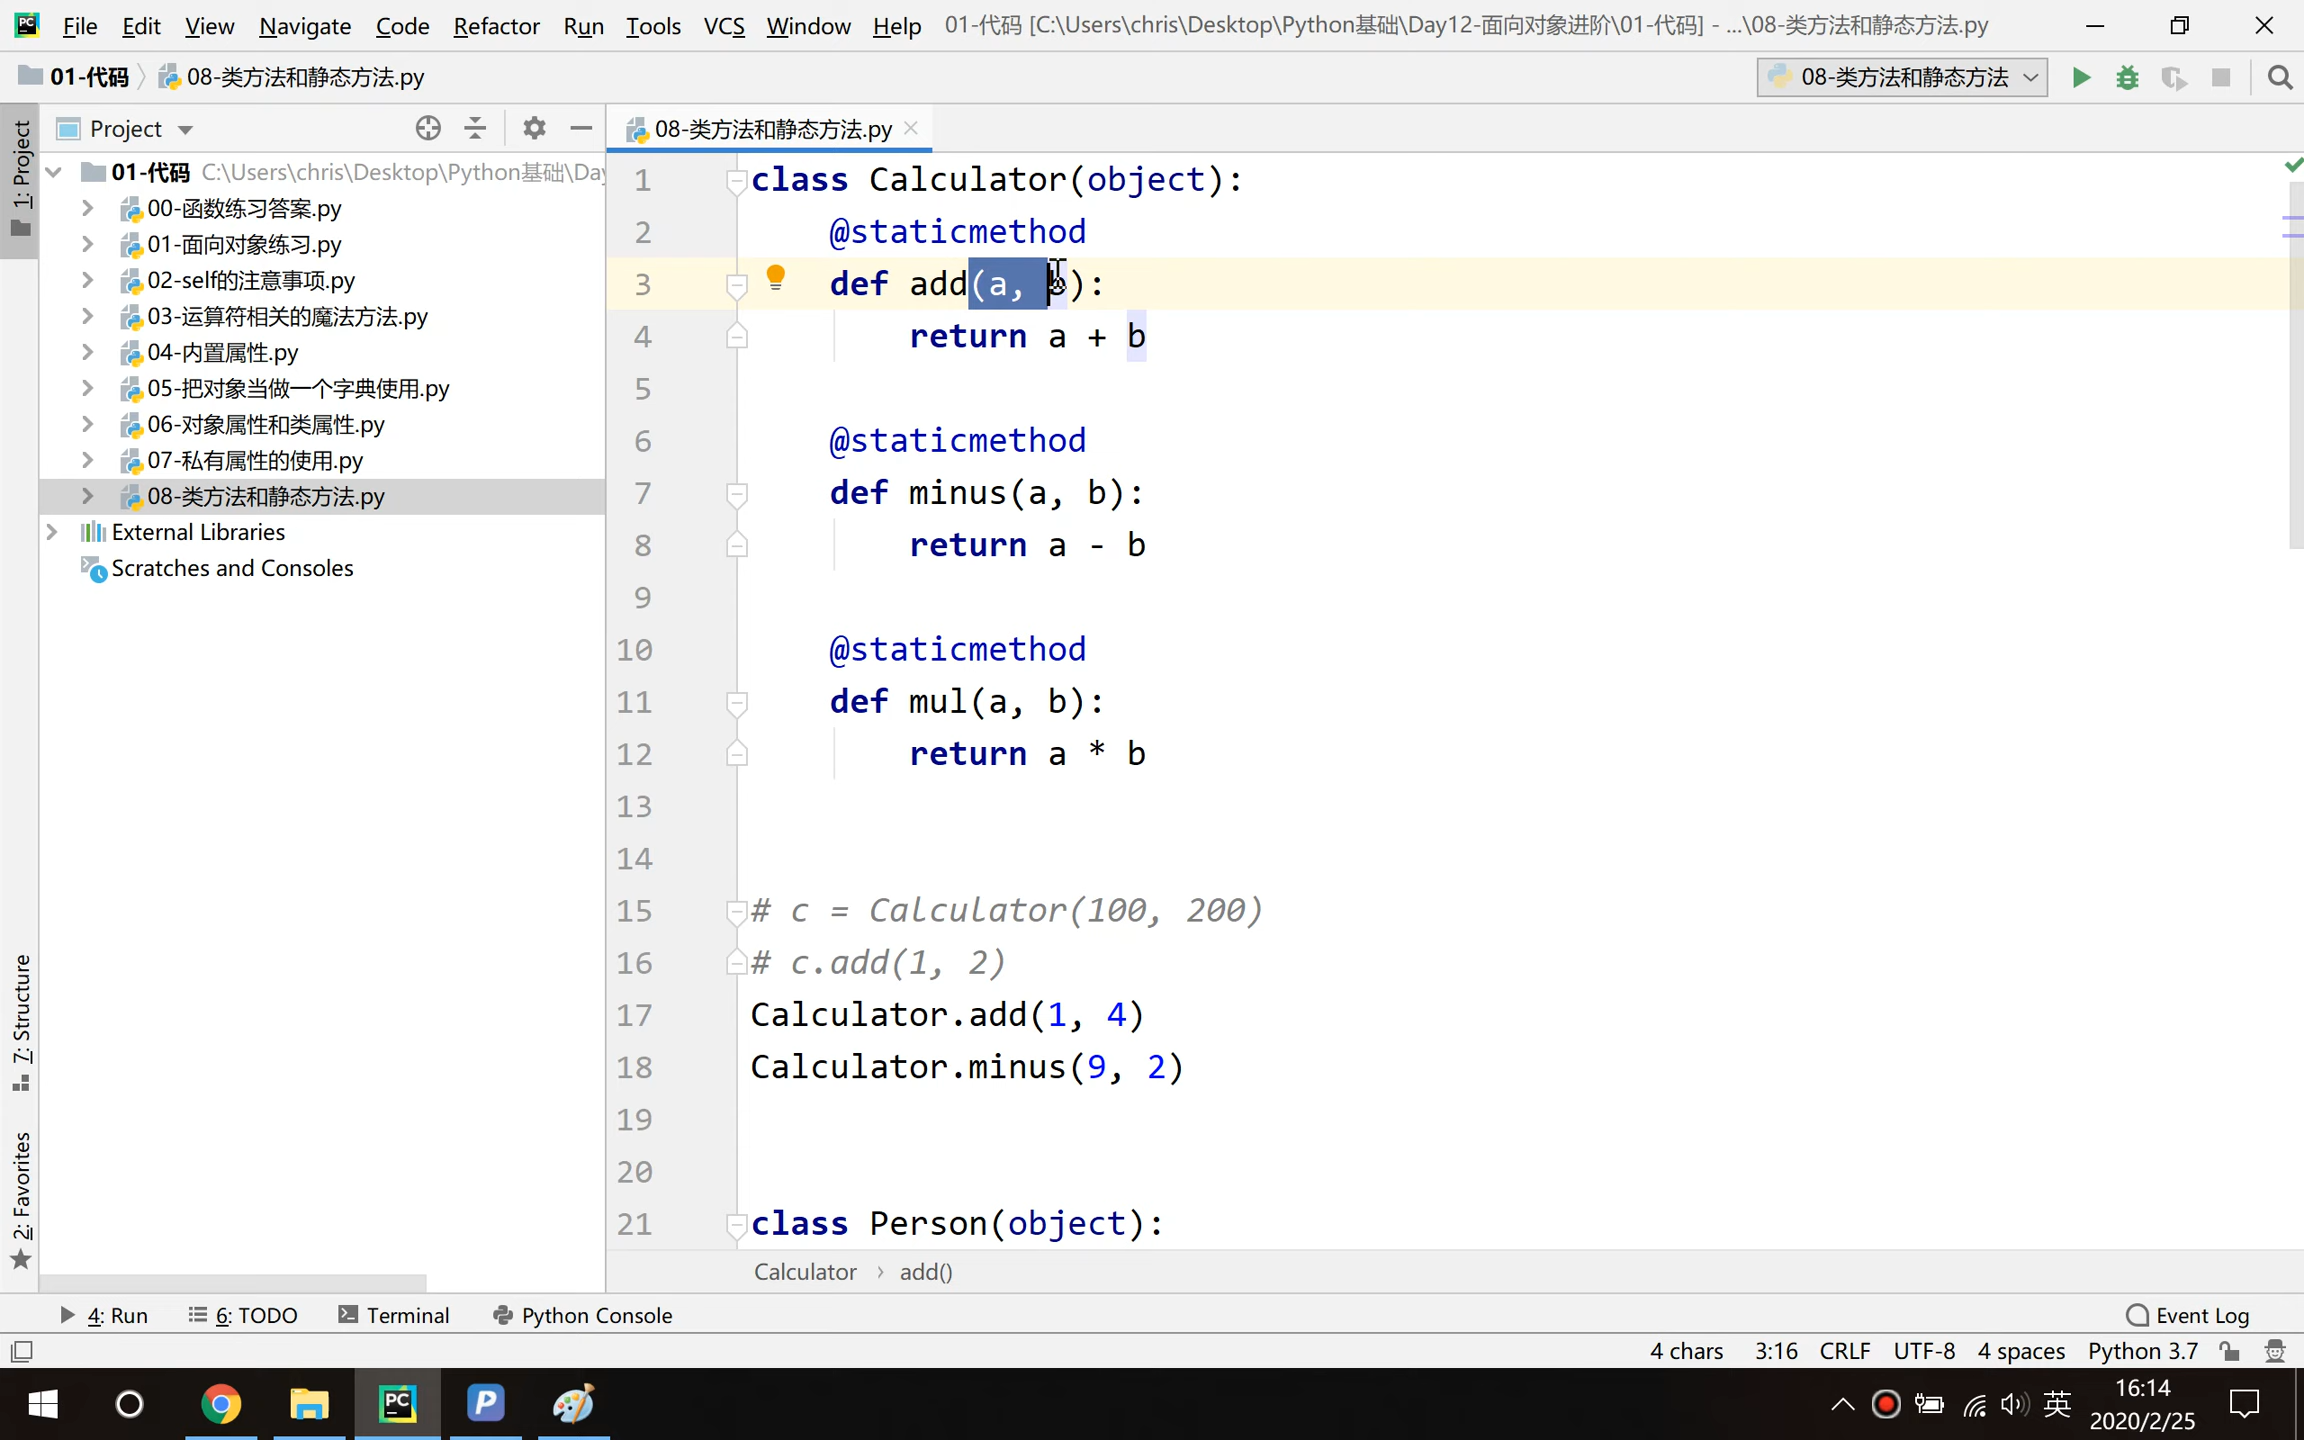 File Edit View Navigate Code Refactor Run Tools VCS Window Help 01-代码 [C:\Users\chris\Desktop\Python基础\Day12-面向对象进阶\01-代码] - ...\08-类方法和静态方法.py
01-代码 08-类方法和静态方法.py 08-类方法和静态方法
Project
08-类方法和静态方法.py
1: Project
01-代码 C:\Users\chris\Desktop\Python基础\Day
00-函数练习答案.py
01-面向对象练习.py
02-self的注意事项.py
03-运算符相关的魔法方法.py
04-内置属性.py
05-把对象当做一个字典使用.py
06-对象属性和类属性.py
07-私有属性的使用.py
08-类方法和静态方法.py
External Libraries
Scratches and Consoles
7: Structure
2: Favorites
1 class Calculator(object):
2 @staticmethod
3 def add(a, b):
4 return a + b
5
6 @staticmethod
7 def minus(a, b):
8 return a - b
9
10 @staticmethod
11 def mul(a, b):
12 return a * b
13
14
15 # c = Calculator(100, 200)
16 # c.add(1, 2)
17 Calculator.add(1, 4)
18 Calculator.minus(9, 2)
19
20
21 class Person(object):
Calculator › add()
4: Run 6: TODO Terminal Python Console Event Log
4 chars 3:16 CRLF UTF-8 4 spaces Python 3.7
英 16:14
2020/2/25